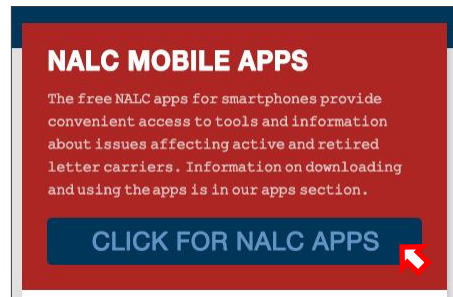 NALC MOBILE APPS
The free NALC apps for smartphones provide
convenient access to tools and information
about issues affecting active and retired
letter carriers. Information on downloading
and using the apps is in our apps section.
CLICK FOR NALC APPS